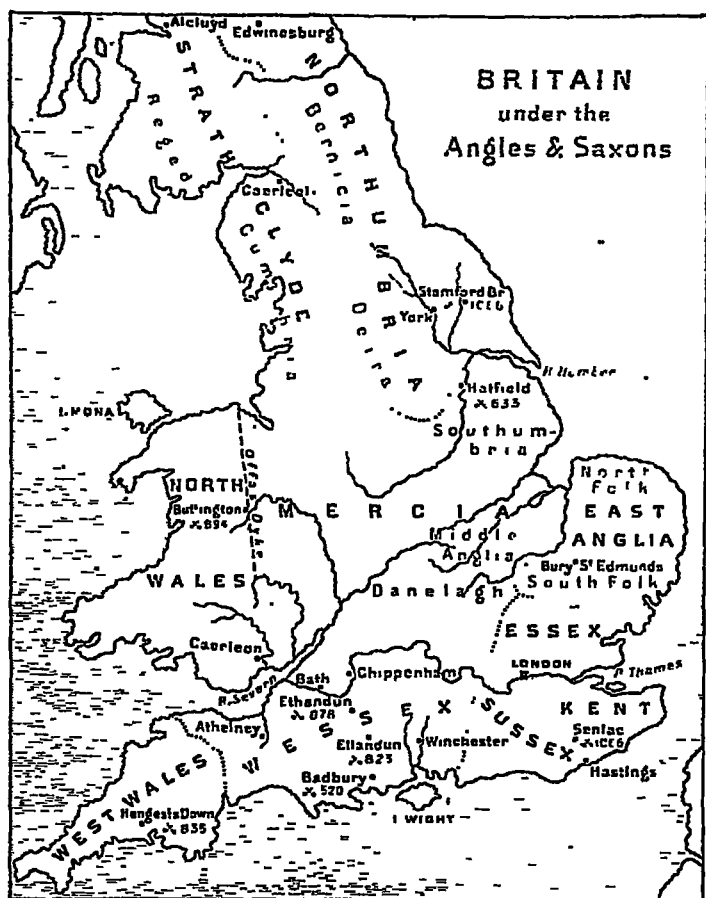 BRITAIN
under the
Angles & Saxons
Alcluyd
Edwinesburg
STRATH
CLYDE
Reged
NORTHUMBRIA
Bernicia
Deira
Caerleol
Stamford Br
York
R. Humber
Hatfield
633
Southum-
bria
I. MONA
NORTH
WALES
Offas Dyke
Buttington
894
MERCIA
Middle
Anglia
Danelagh
North
Folk
EAST
ANGLIA
Bury St Edmunds
South Folk
ESSEX
Caerleon
R. Severn
Bath
Chippenham
LONDON
R Thames
Ethandun
878
WESSEX
SUSSEX
KENT
Athelney
Ellandun
823
Winchester
Senlac
Hastings
Badbury
520
I WIGHT
WEST WALES
Hengests Down
835